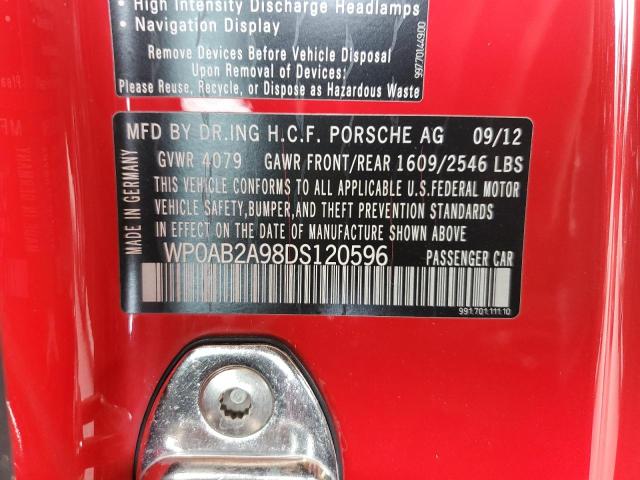 • High Intensity Discharge Headlamps
• Navigation Display
Remove Devices Before Vehicle Disposal
Upon Removal of Devices:
Please Reuse, Recycle, or Dispose as Hazardous Waste
99770144900
MFD BY DR.ING H.C.F. PORSCHE AG 09/12
GVWR 4079 GAWR FRONT/REAR 1609/2546 LBS
THIS VEHICLE CONFORMS TO ALL APPLICABLE U.S.FEDERAL MOTOR
VEHICLE SAFETY,BUMPER,AND THEFT PREVENTION STANDARDS
IN EFFECT ON THE DATE OF MANUFACTURE SHOWN ABOVE
WP0AB2A98DS120596 PASSENGER CAR
MADE IN GERMANY
991.701.111.10